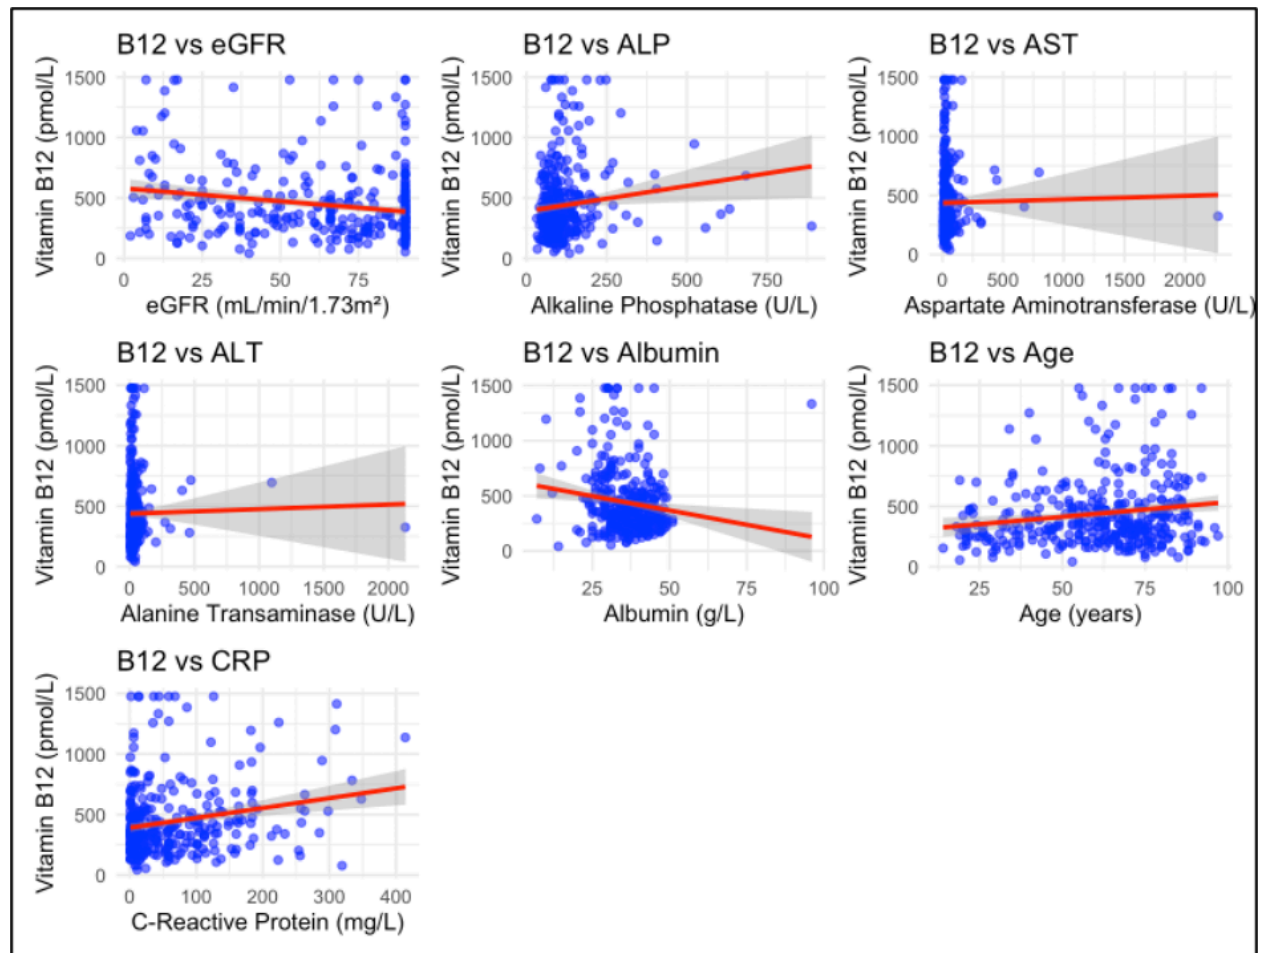 B12 vs eGFR
Vitamin B12 (pmol/L)
1500
1000
500
0
0 25 50 75
eGFR (mL/min/1.73m²)
B12 vs ALP
Vitamin B12 (pmol/L)
1500
1000
500
0
0 250 500 750
Alkaline Phosphatase (U/L)
B12 vs AST
Vitamin B12 (pmol/L)
1500
1000
500
0
0 500 1000 1500 2000
Aspartate Aminotransferase (U/L)
B12 vs ALT
Vitamin B12 (pmol/L)
1500
1000
500
0
0 500 1000 1500 2000
Alanine Transaminase (U/L)
B12 vs Albumin
Vitamin B12 (pmol/L)
1500
1000
500
0
25 50 75 100
Albumin (g/L)
B12 vs Age
Vitamin B12 (pmol/L)
1500
1000
500
0
25 50 75 100
Age (years)
B12 vs CRP
Vitamin B12 (pmol/L)
1500
1000
500
0
0 100 200 300 400
C-Reactive Protein (mg/L)